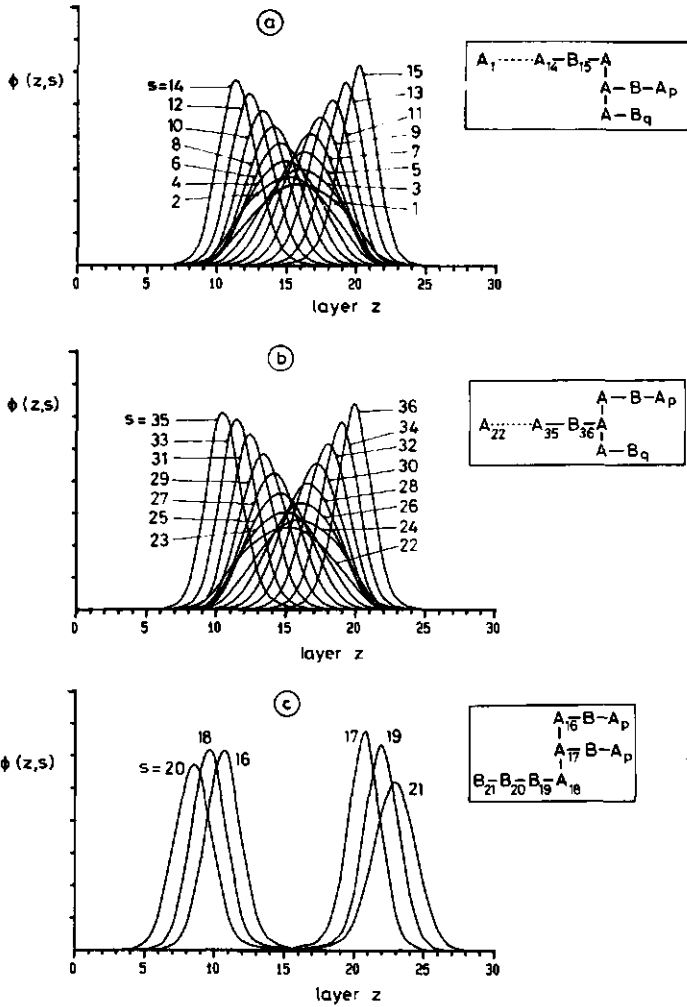 a
ϕ (z,s)
s=14
12
10
8
6
4
2
15
13
11
9
7
5
3
1
A₁ ······ A₁₄–B₁₅–A
A–B–Aₚ
A–B_q
0 5 10 15 20 25 30
layer z
b
ϕ (z,s)
s=35
33
31
29
27
25
23
36
34
32
30
28
26
24
22
A–B–Aₚ
A₂₂ ······ A₃₅–B₃₆–A
A–B_q
0 5 10 15 20 25 30
layer z
c
ϕ (z,s)
s=20
18
16
17
19
21
A₁₆–B–Aₚ
A₁₇–B–Aₚ
B₂₁–B₂₀–B₁₉–A₁₈
0 5 10 15 20 25 30
layer z